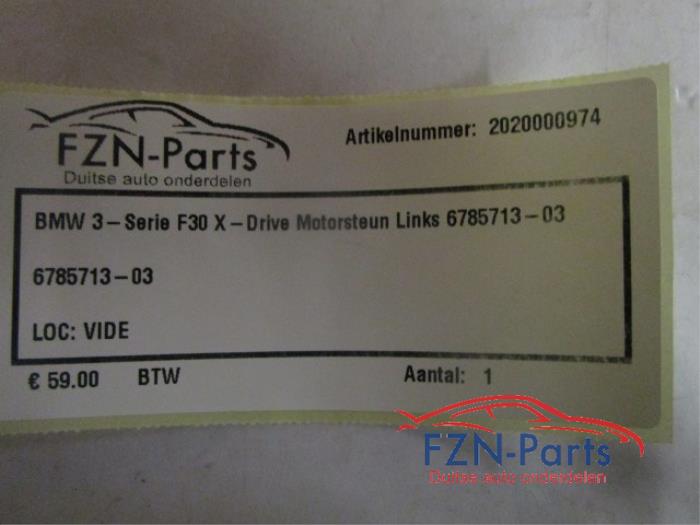 FZN-Parts
Duitse auto onderdelen
Artikelnummer: 2020000974
BMW 3-Serie F30 X-Drive Motorsteun Links 6785713-03
6785713-03
LOC: VIDE
€ 59.00 BTW Aantal: 1
FZN-Parts
Duitse auto onderdelen